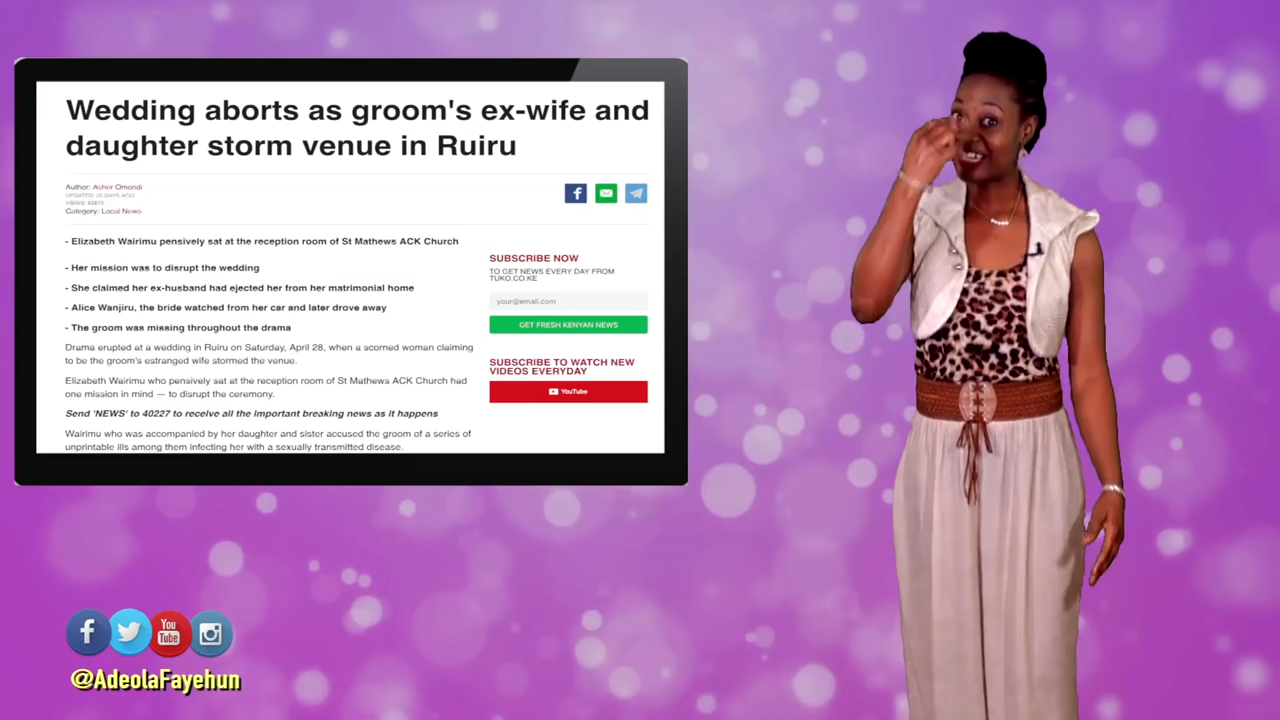 Wedding aborts as groom's ex-wife and
daughter storm venue in Ruiru
Author: Asher Omondi
UPDATED: 20 DAYS AGO
VIEWS: 68870
Category: Local News
- Elizabeth Wairimu pensively sat at the reception room of St Mathews ACK Church
- Her mission was to disrupt the wedding
- She claimed her ex-husband had ejected her from her matrimonial home
- Alice Wanjiru, the bride watched from her car and later drove away
- The groom was missing throughout the drama
Drama erupted at a wedding in Ruiru on Saturday, April 28, when a scorned woman claiming
to be the groom's estranged wife stormed the venue.
Elizabeth Wairimu who pensively sat at the reception room of St Mathews ACK Church had
one mission in mind — to disrupt the ceremony.
Send 'NEWS' to 40227 to receive all the important breaking news as it happens
Wairimu who was accompanied by her daughter and sister accused the groom of a series of
unprintable ills among them infecting her with a sexually transmitted disease.
SUBSCRIBE NOW
TO GET NEWS EVERY DAY FROM
TUKO.CO.KE
your@email.com
GET FRESH KENYAN NEWS
SUBSCRIBE TO WATCH NEW
VIDEOS EVERYDAY
YouTube
You
Tube
@AdeolaFayehun